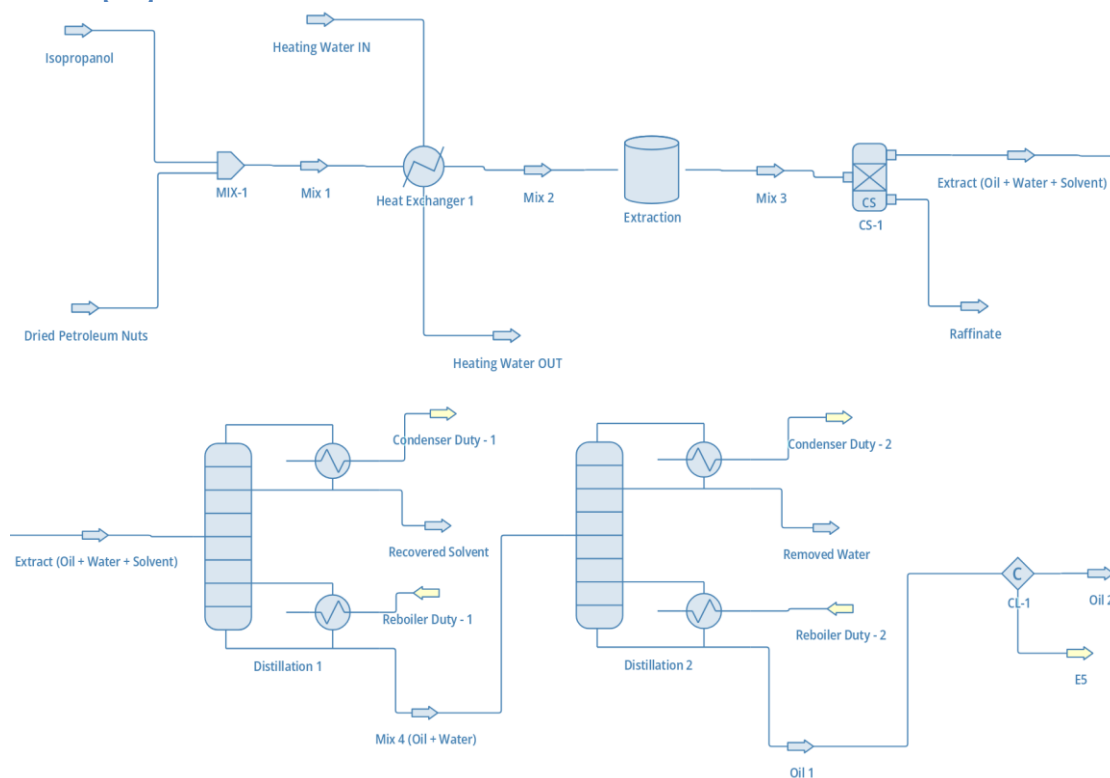 Isopropanol
Heating Water IN
MIX-1
Mix 1
Heat Exchanger 1
Mix 2
Extraction
Mix 3
CS
CS-1
Extract (Oil + Water + Solvent)
Dried Petroleum Nuts
Heating Water OUT
Raffinate
Condenser Duty - 1
Condenser Duty - 2
Extract (Oil + Water + Solvent)
Recovered Solvent
Removed Water
C
CL-1
Oil 2
Reboiler Duty - 1
Reboiler Duty - 2
Distillation 1
Distillation 2
E5
Mix 4 (Oil + Water)
Oil 1